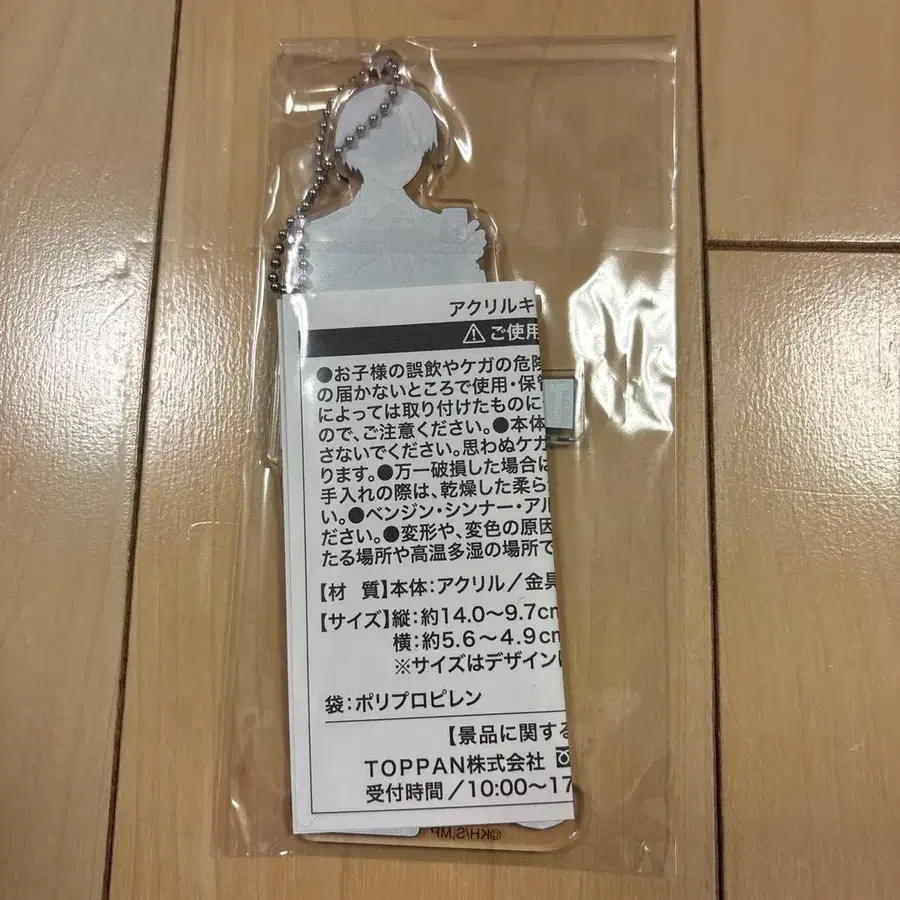 アクリルキ
⚠ご使用
●お子様の誤飲やケガの危険
の届かないところで使用・保管
によっては取り付けたものに
ので、ご注意ください。●本体
さないでください。思わぬケガ
ります。●万一破損した場合は
手入れの際は、乾燥した柔ら
い。●ベンジン・シンナー・アル
ださい。●変形や、変色の原因
たる場所や高温多湿の場所で
【材 質】本体:アクリル／金具
【サイズ】縦:約14.0〜9.7cm
横:約5.6〜4.9cm
※サイズはデザインに
袋:ポリプロピレン
【景品に関する
TOPPAN株式会社
受付時間／10:00〜17
©KH/S,MP